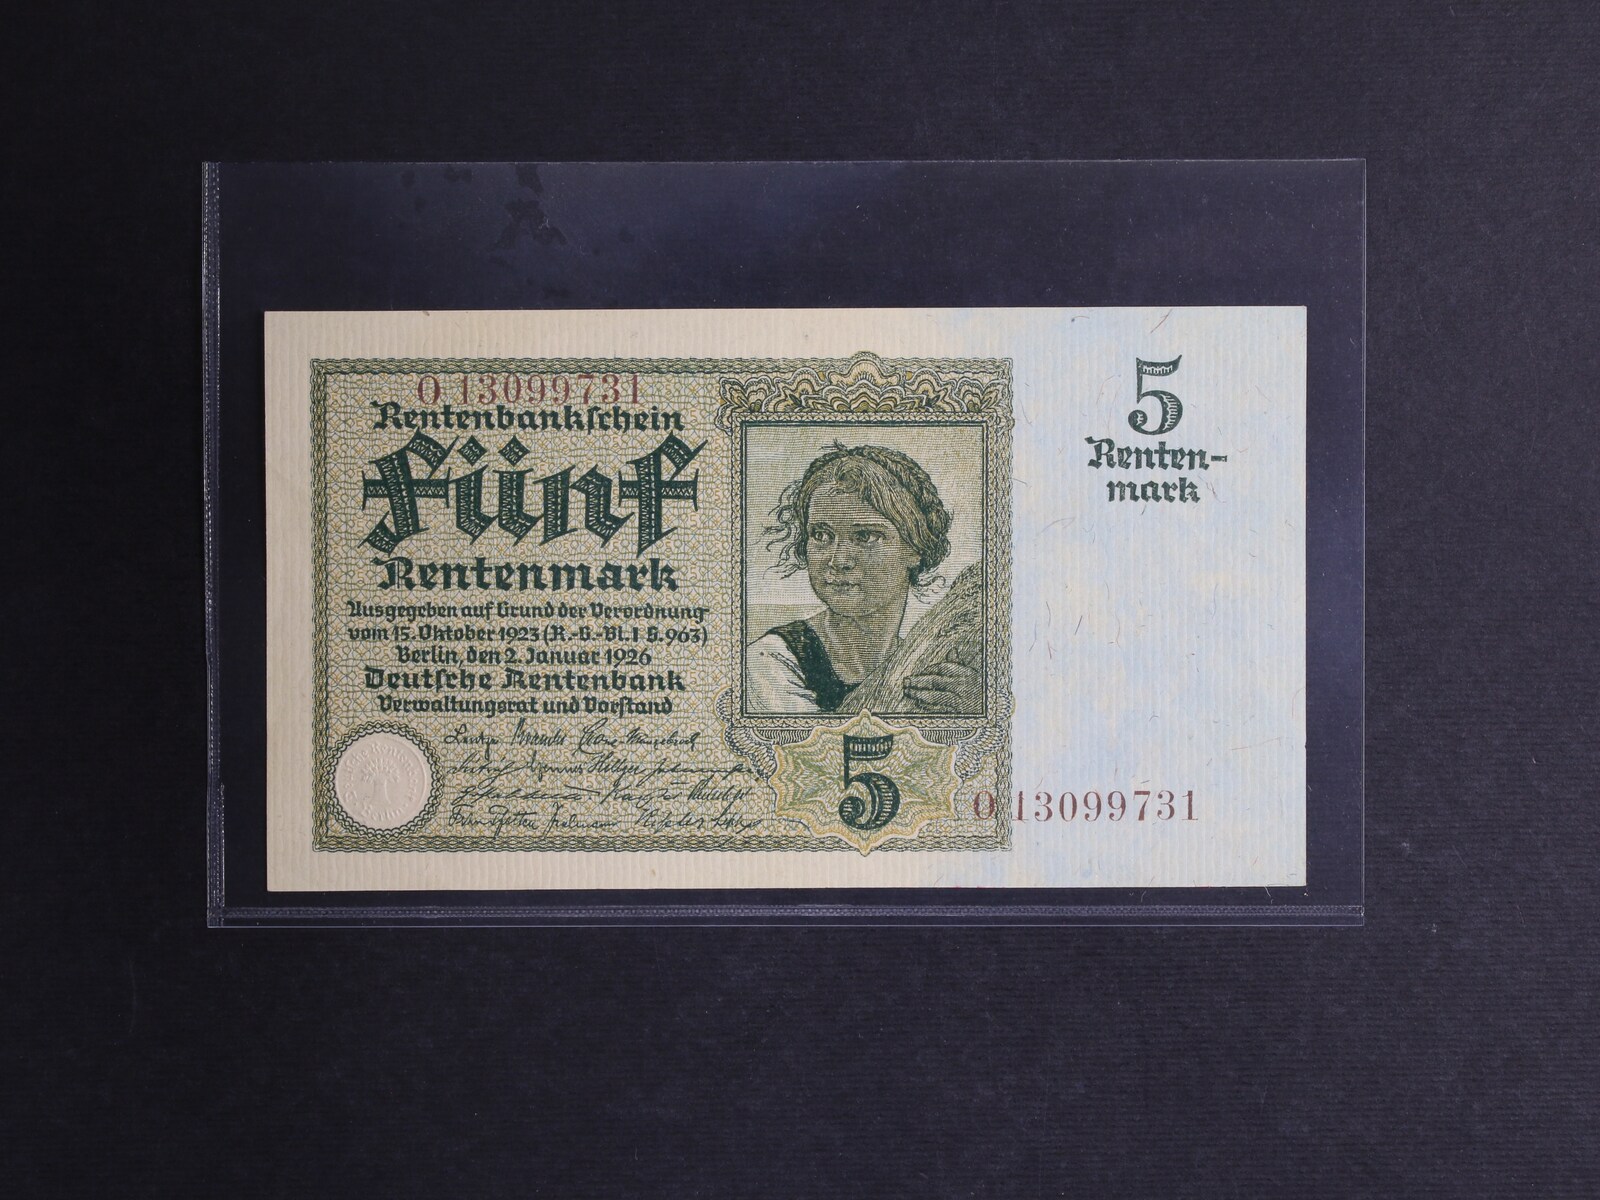 O 13099731
Rentenbankschein
Fünf
Rentenmark
Ausgegeben auf Grund der Verordnung
vom 15. Oktober 1923 (R.-G.-Bl. I S. 963)
Berlin, den 2. Januar 1926
Deutsche Rentenbank
Verwaltungsrat und Vorstand
5
5
Renten-
mark
O 13099731